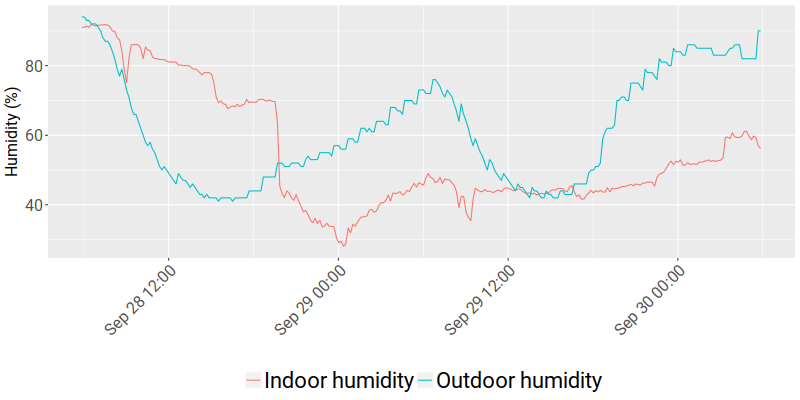 Humidity (%)
80
60
40
Sep 28 12:00
Sep 29 00:00
Sep 29 12:00
Sep 30 00:00
Indoor humidity
Outdoor humidity